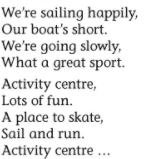 We're sailing happily,
Our boat's short.
We're going slowly,
What a great sport.
Activity centre,
Lots of fun.
A place to skate,
Sail and run.
Activity centre ...